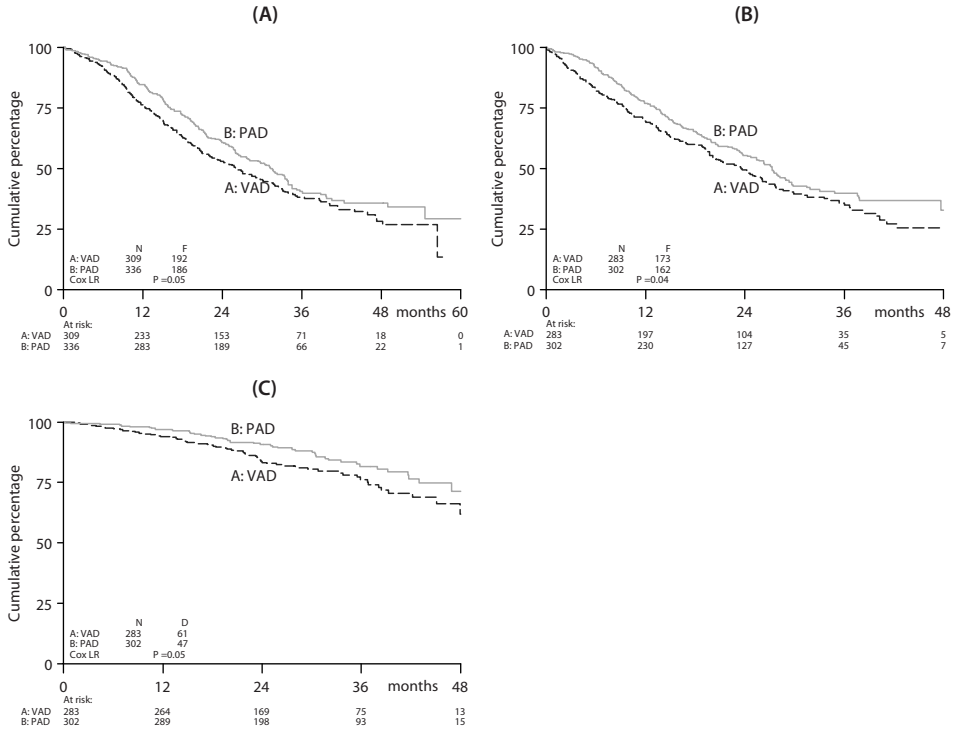 (A)
Cumulative percentage
100
75
50
25
0
B: PAD
A: VAD
N F
A: VAD 309 192
B: PAD 336 186
Cox LR P =0.05
0 12 24 36 48 months 60
At risk:
A: VAD 309 233 153 71 18 0
B: PAD 336 283 189 66 22 1
(B)
Cumulative percentage
100
75
50
25
0
B: PAD
A: VAD
N F
A: VAD 283 173
B: PAD 302 162
Cox LR P =0.04
0 12 24 36 months 48
At risk:
A: VAD 283 197 104 35 5
B: PAD 302 230 127 45 7
(C)
Cumulative percentage
100
75
50
25
0
B: PAD
A: VAD
N D
A: VAD 283 61
B: PAD 302 47
Cox LR P =0.05
0 12 24 36 months 48
At risk:
A: VAD 283 264 169 75 13
B: PAD 302 289 198 93 15